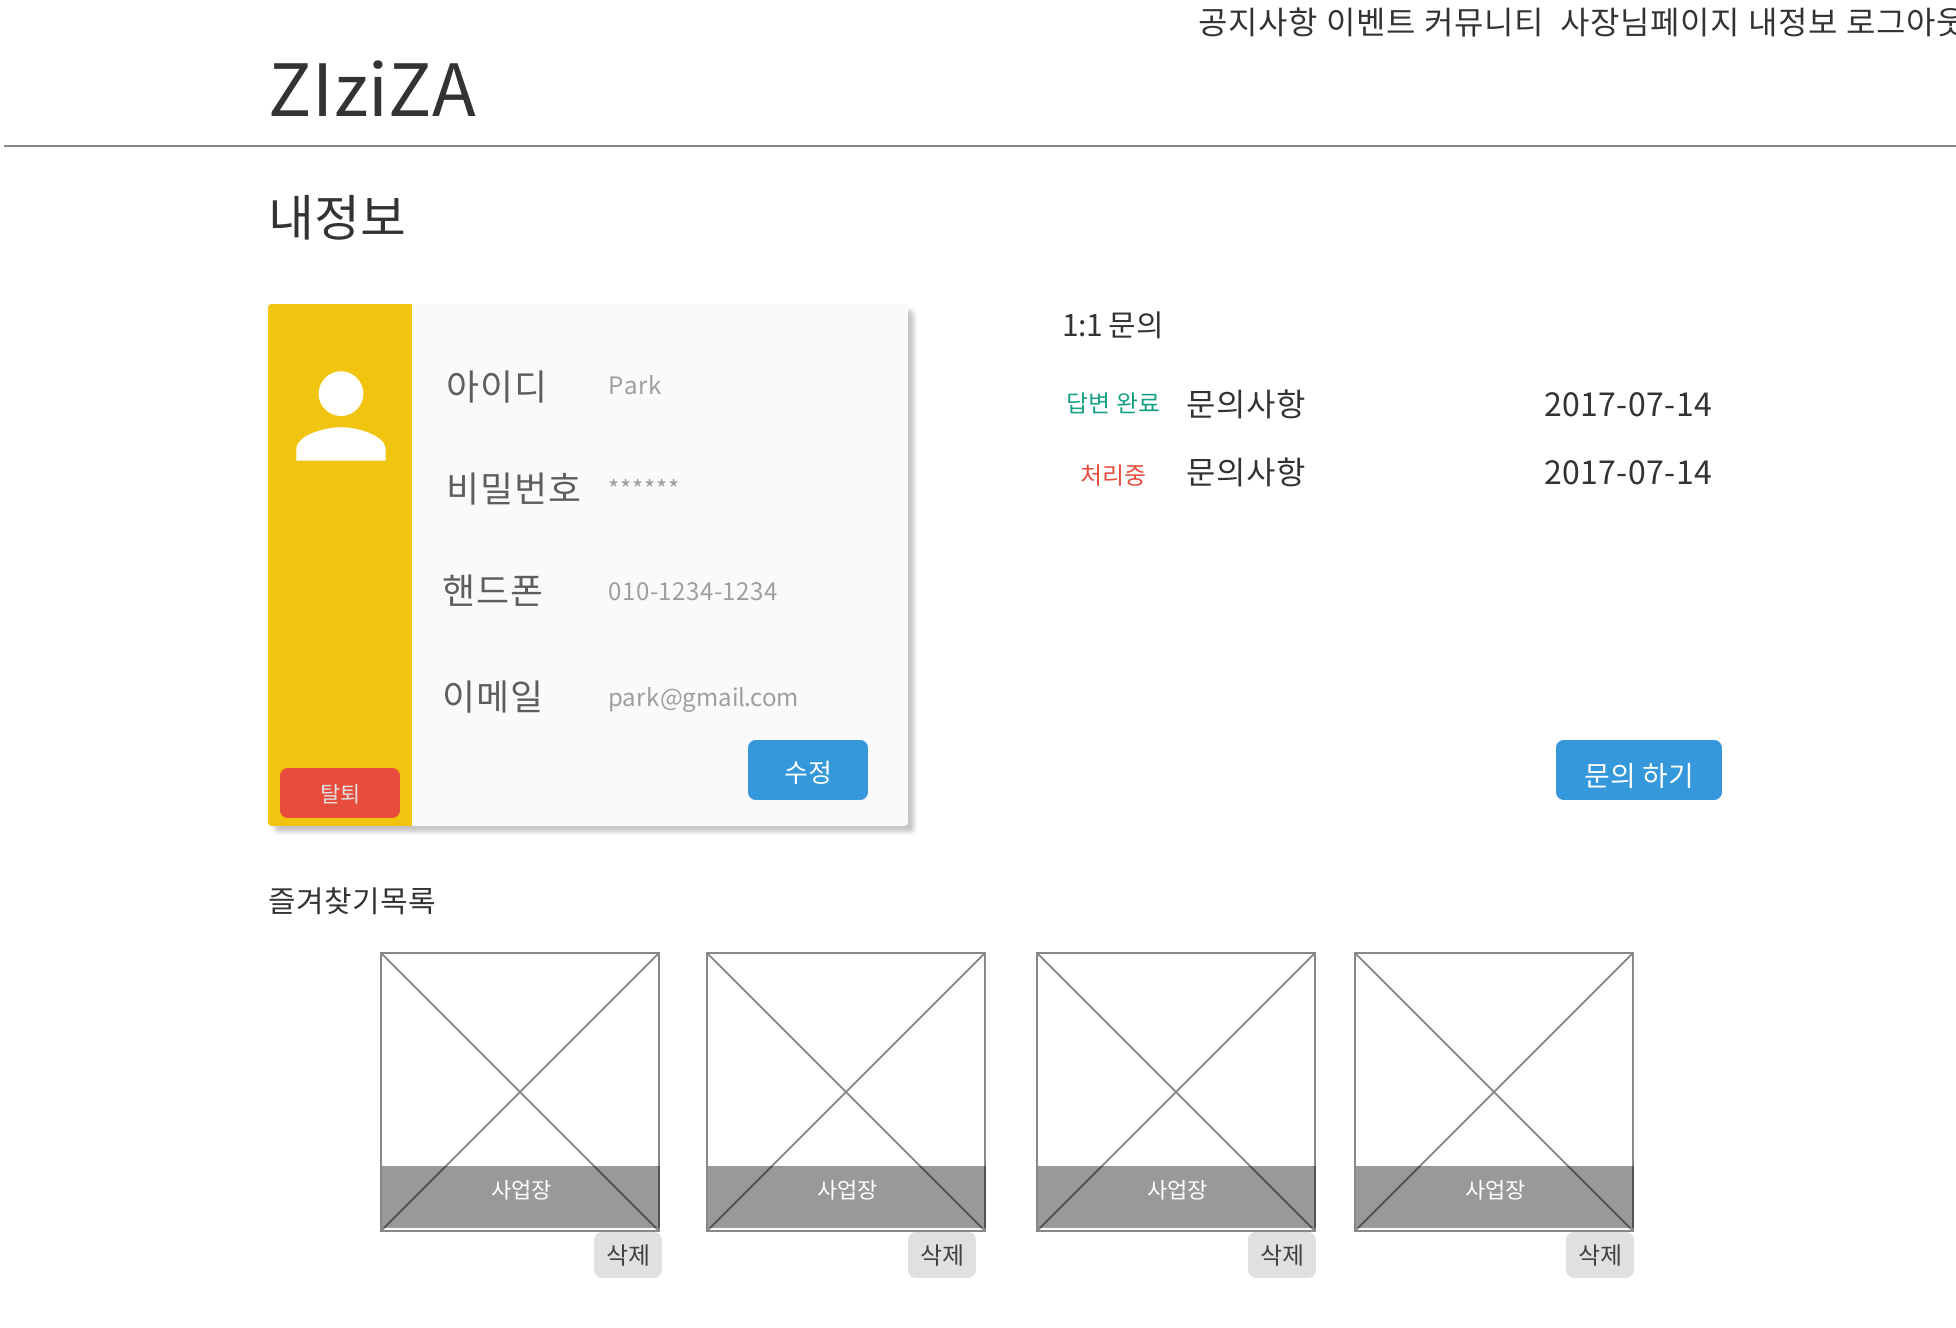 공지사항 이벤트 커뮤니티 사장님페이지 내정보 로그아웃
ZIziZA
내정보
아이디 Park
비밀번호 ******
핸드폰 010-1234-1234
이메일 park@gmail.com
수정
탈퇴
1:1 문의
답변 완료 문의사항 2017-07-14
처리중 문의사항 2017-07-14
문의 하기
즐겨찾기목록
사업장 사업장 사업장 사업장
삭제 삭제 삭제 삭제